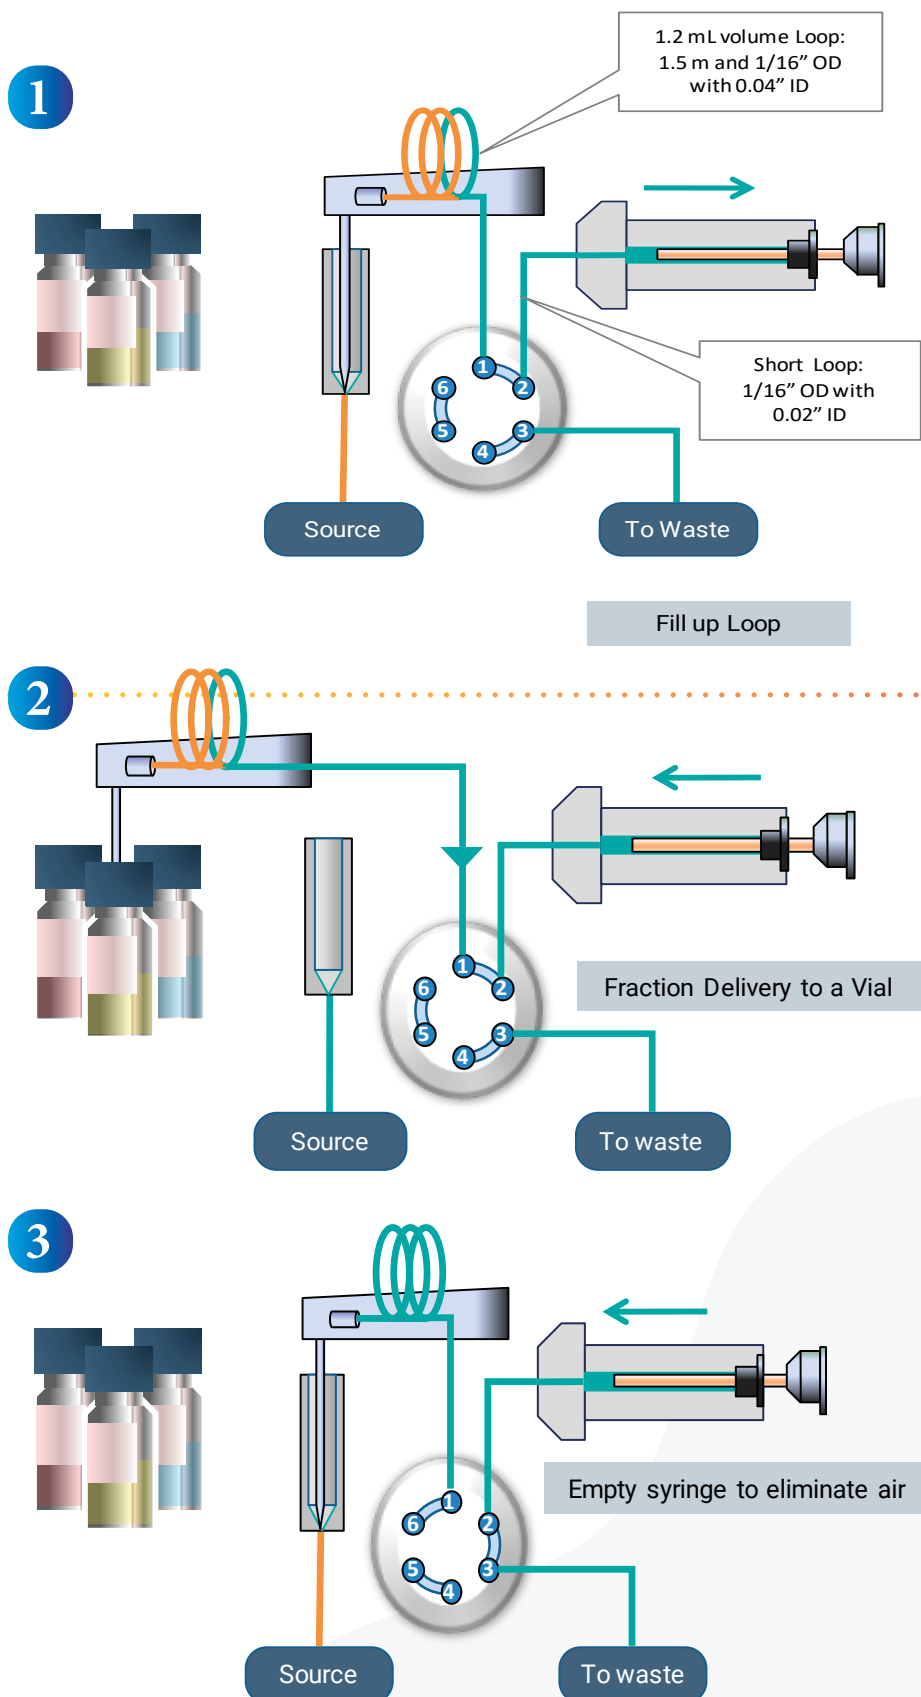 1
1.2 mL volume Loop:
1.5 m and 1/16” OD
with 0.04” ID
1
2
3
4
5
6
Short Loop:
1/16” OD with
0.02” ID
Source
To Waste
Fill up Loop
2
1
2
3
4
5
6
Fraction Delivery to a Vial
Source
To waste
3
1
2
3
4
5
6
Empty syringe to eliminate air
Source
To waste